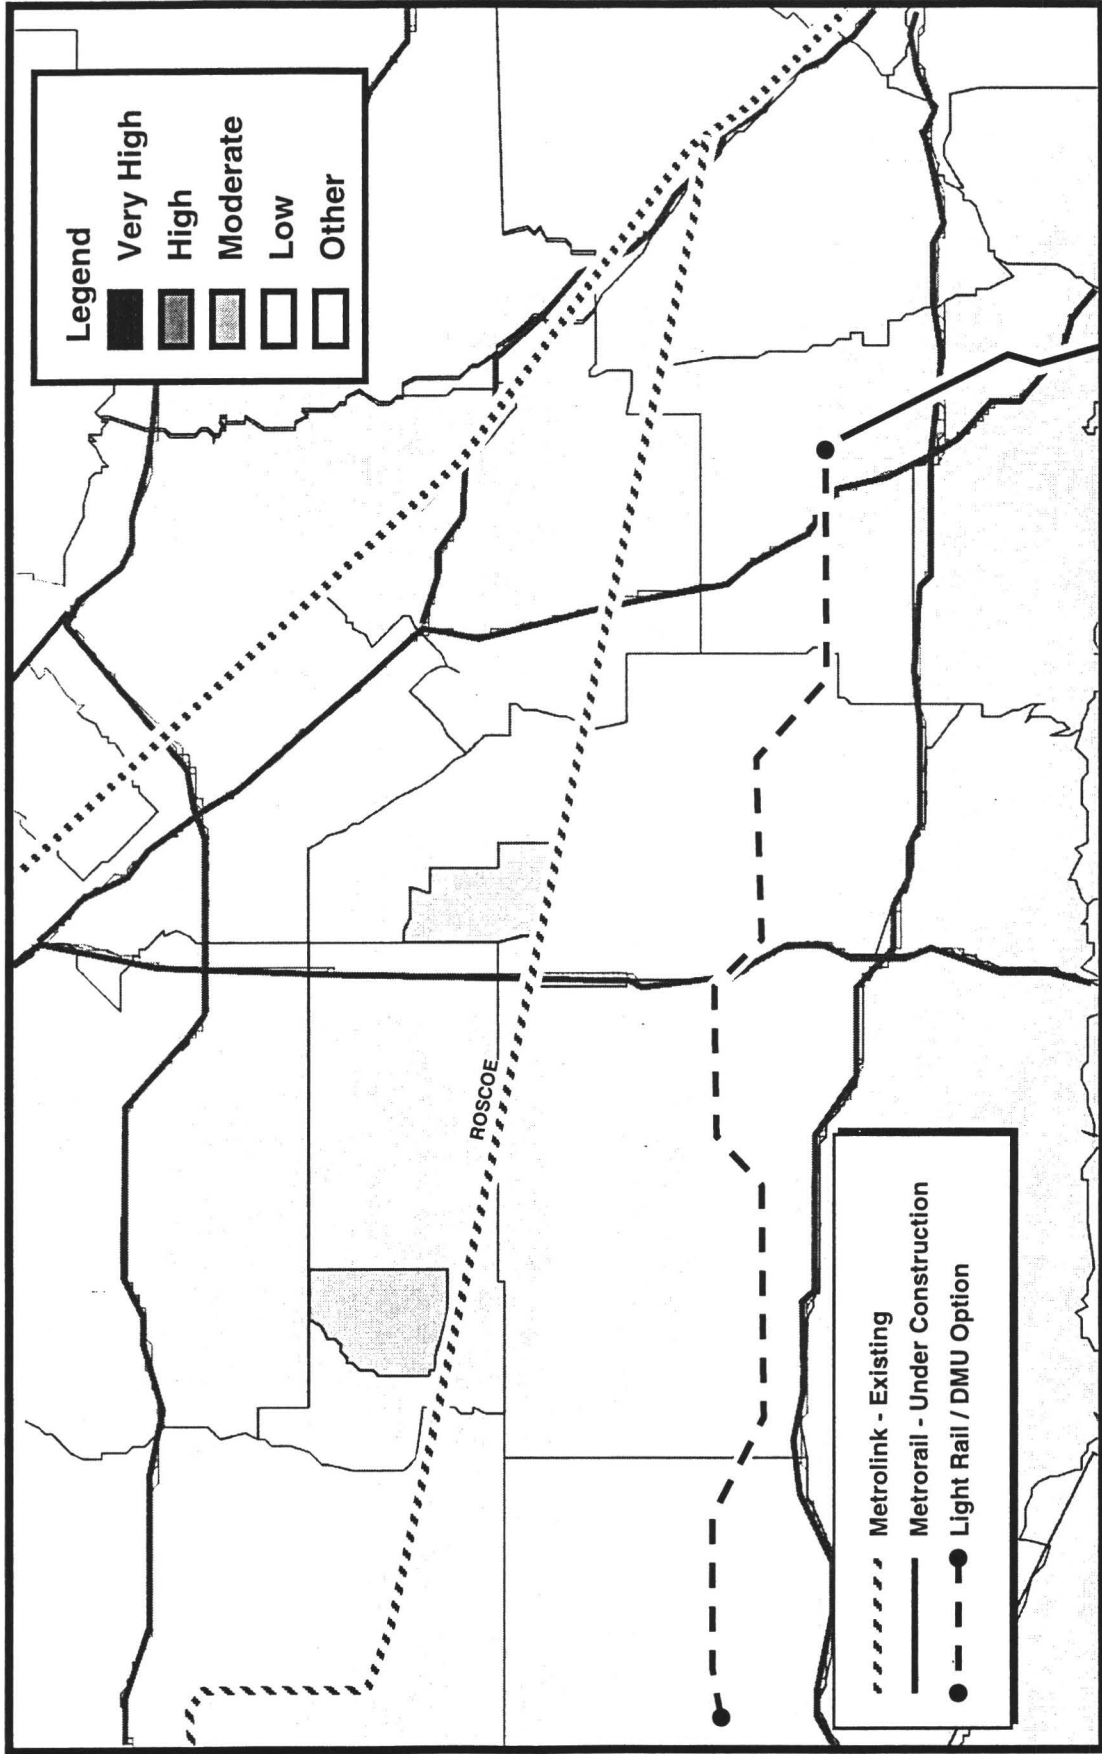 Legend
Very High
High
Moderate
Low
Other
ROSCOE
Metrolink - Existing
Metrorail - Under Construction
Light Rail / DMU Option